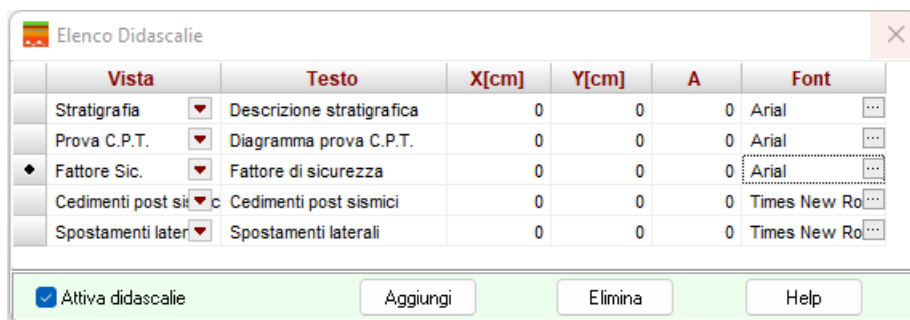 Elenco Didascalie
Vista Testo X[cm] Y[cm] A Font
Stratigrafia Descrizione stratigrafica 0 0 0 Arial ...
Prova C.P.T. Diagramma prova C.P.T. 0 0 0 Arial ...
Fattore Sic. Fattore di sicurezza 0 0 0 Arial ...
Cedimenti post sis c Cedimenti post sismici 0 0 0 Times New Ro ...
Spostamenti later Spostamenti laterali 0 0 0 Times New Ro ...
Attiva didascalie Aggiungi Elimina Help